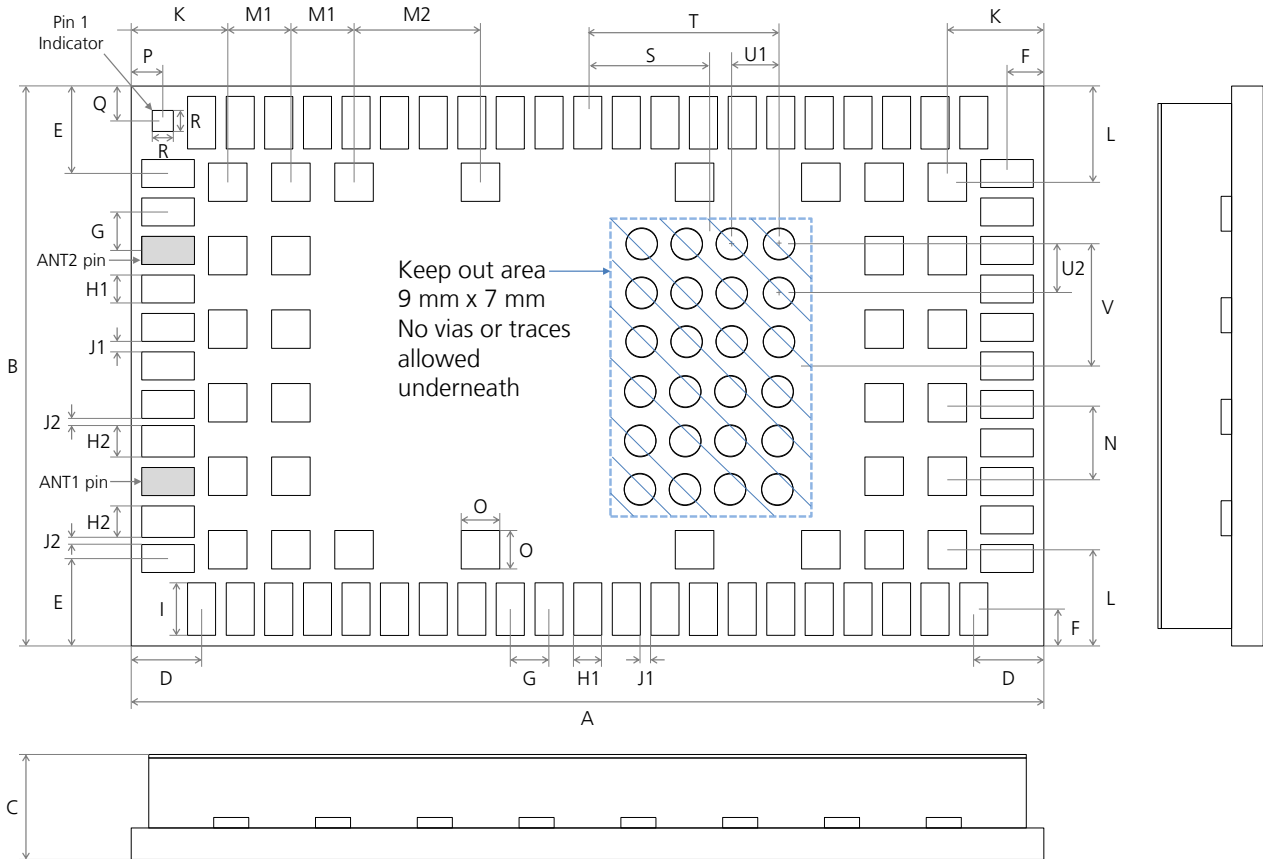 K
M1
M1
M2
T
K
Pin 1
Indicator
P
S
U1
F
Q
E
R
R
L
G
ANT2 pin
H1
J1
B
Keep out area
9 mm x 7 mm
No vias or traces
allowed
underneath
U2
V
N
J2
H2
ANT1 pin
H2
J2
O
O
E
I
L
F
D
G
H1
J1
D
A
C